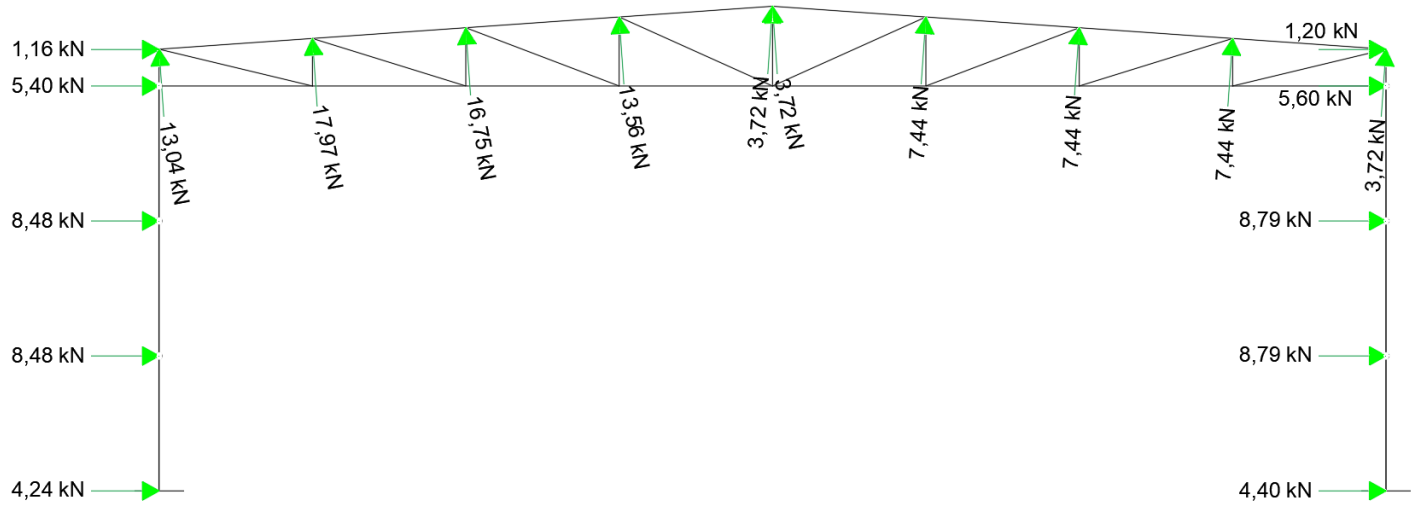 1,16 kN
1,20 kN
5,40 kN
5,60 kN
13,04 kN
17,97 kN
16,75 kN
13,56 kN
3,72 kN
3,72 kN
7,44 kN
7,44 kN
7,44 kN
3,72 kN
8,48 kN
8,79 kN
8,48 kN
8,79 kN
4,24 kN
4,40 kN